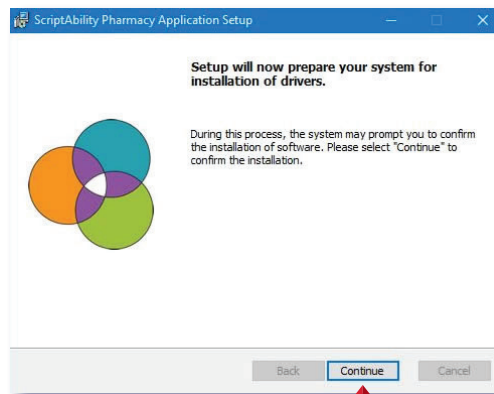 ScriptAbility Pharmacy Application Setup
Setup will now prepare your system for
installation of drivers.
During this process, the system may prompt you to confirm
the installation of software. Please select "Continue" to
confirm the installation.
Back Continue Cancel